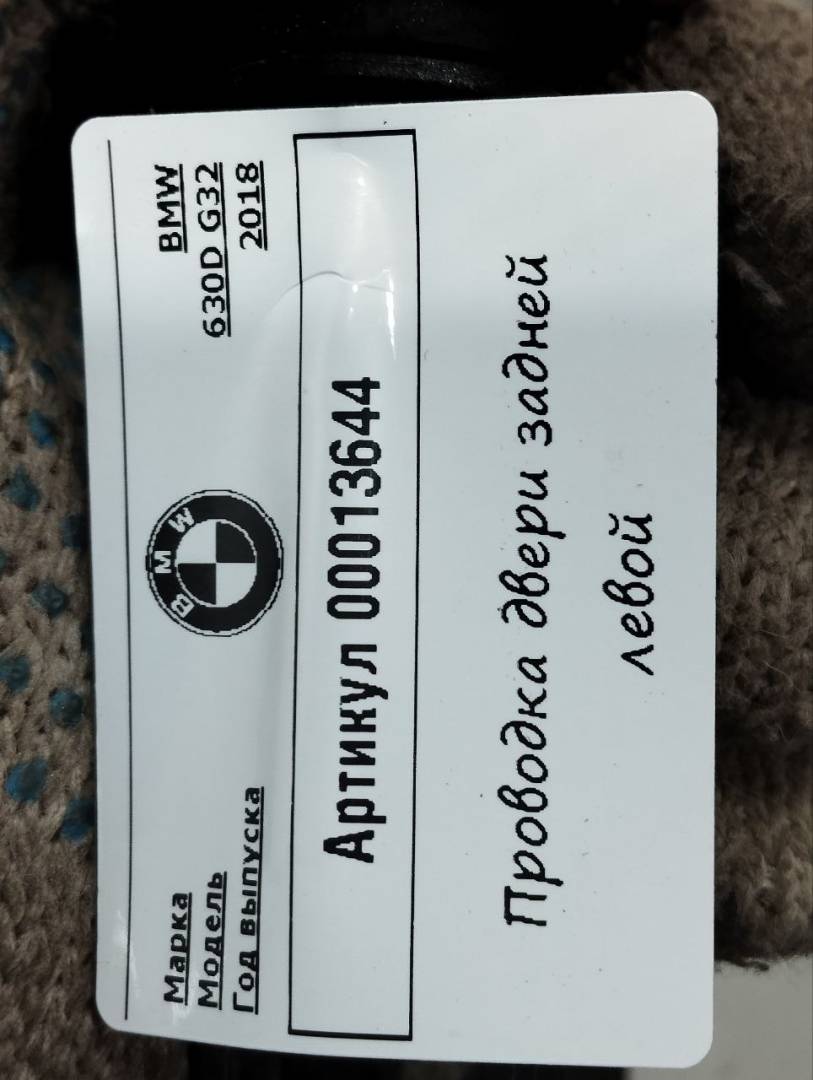 Марка BMW
Модель 630D G32
Год выпуска 2018
BMW
Артикул 00013644
Проводка двери задней
левой